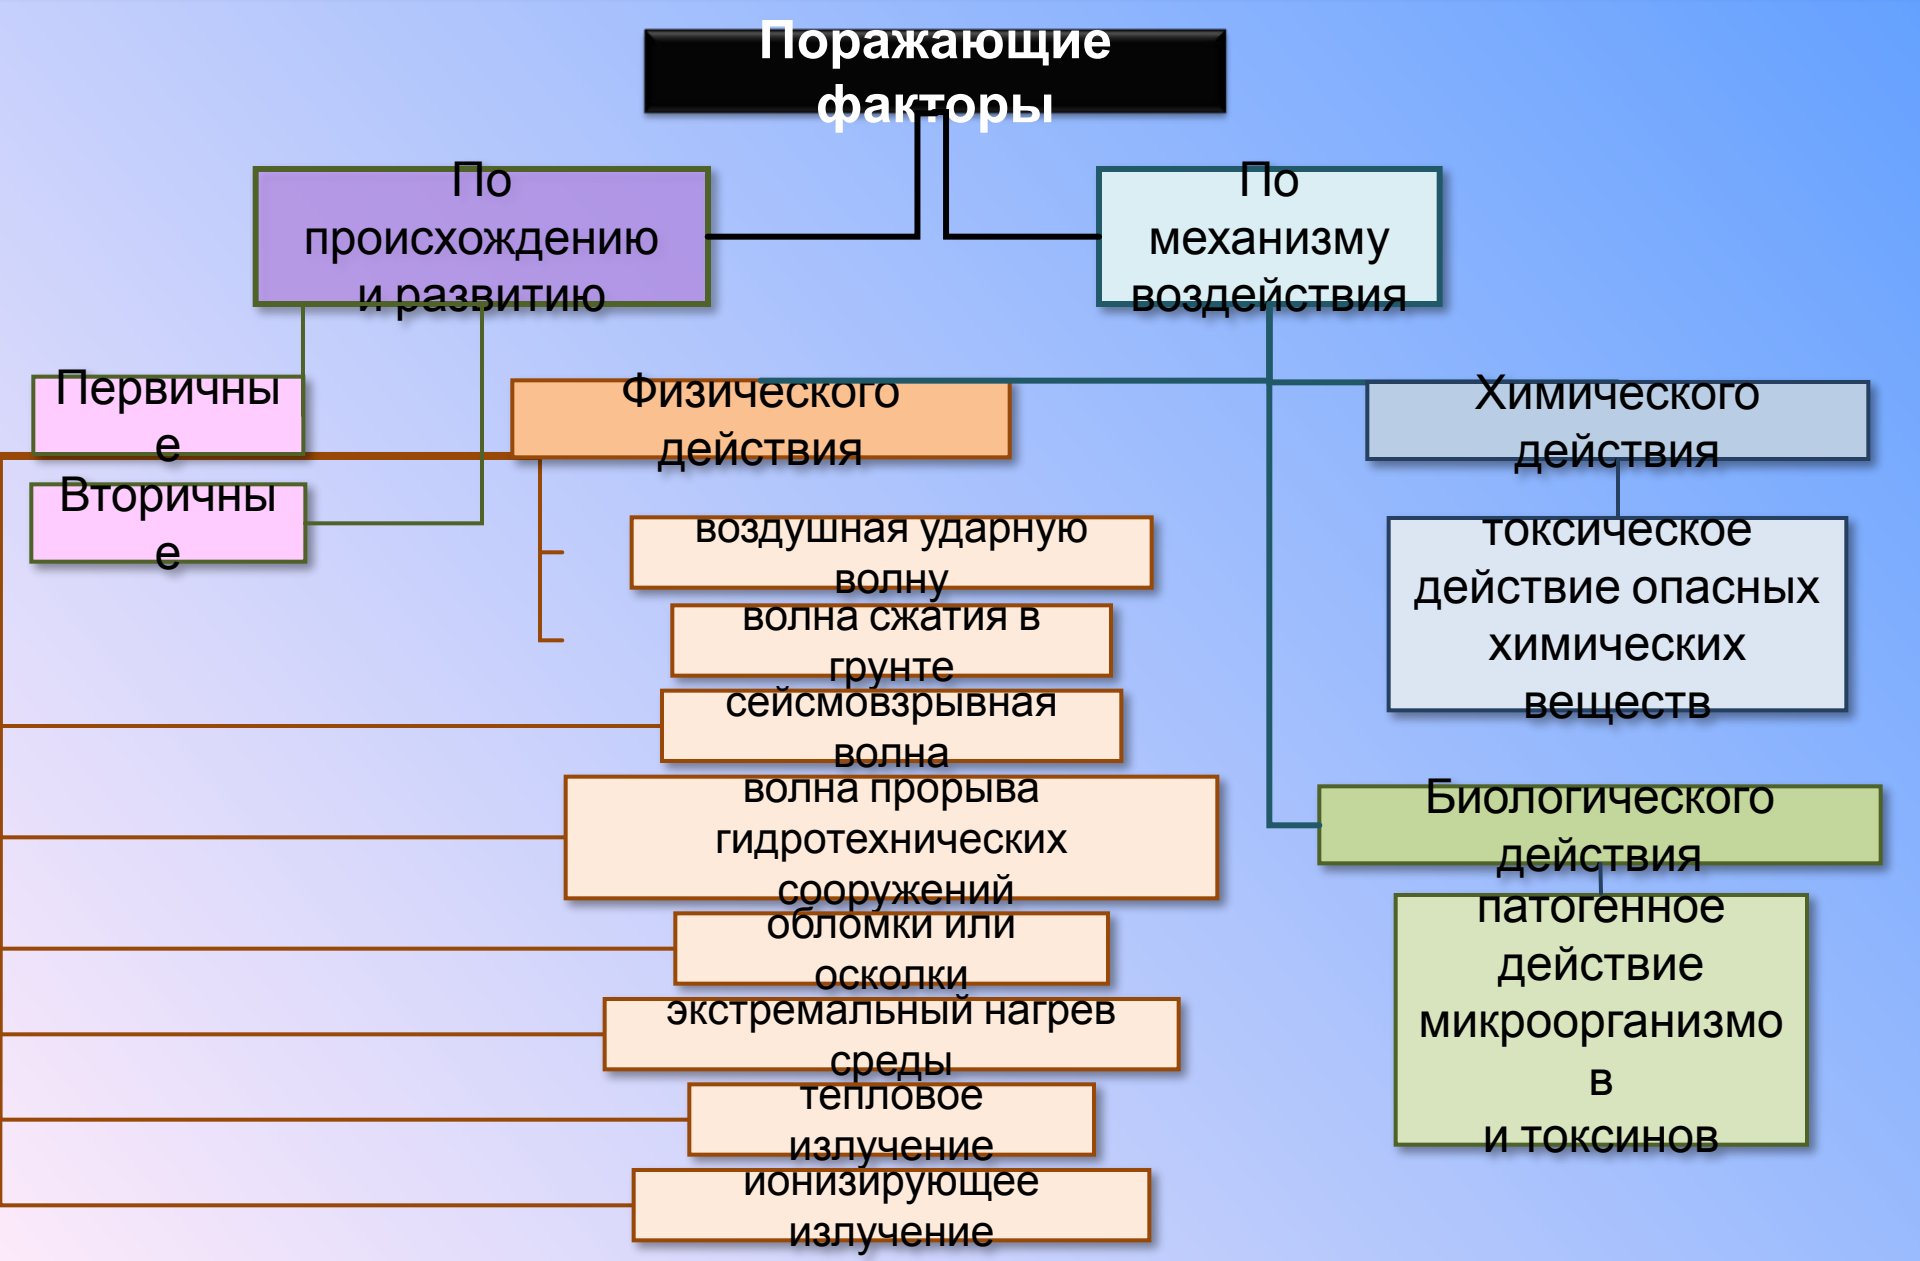 Поражающие
факторы
По
происхождению
и развитию
По
механизму
воздействия
Первичны
е
Вторичны
е
Физического
действия
воздушная ударную
волну
волна сжатия в
грунте
сейсмовзрывная
волна
волна прорыва
гидротехнических
сооружений
обломки или
осколки
экстремальный нагрев
среды
тепловое
излучение
ионизирующее
излучение
Химического
действия
токсическое
действие опасных
химических
веществ
Биологического
действия
патогенное
действие
микроорганизмо
в
и токсинов